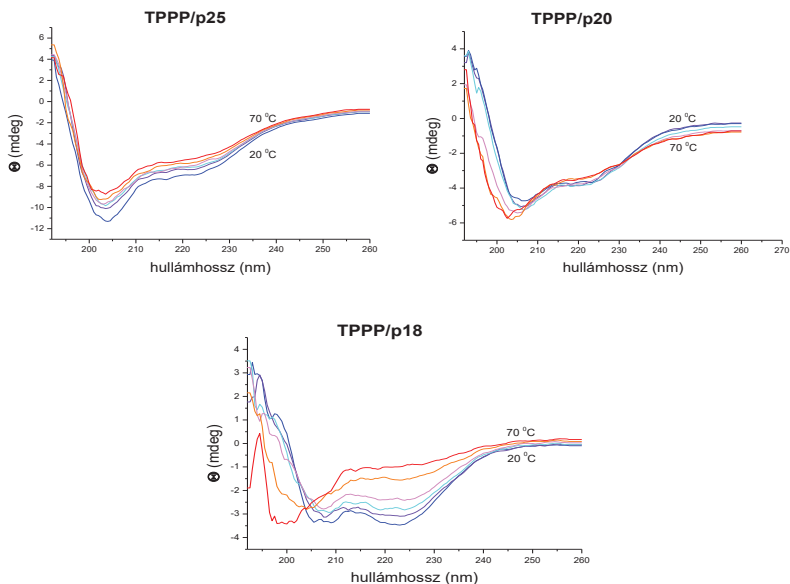 TPPP/p25
6
4
2
0
-2
-4
-6
-8
-10
-12
Θ (mdeg)
70 °C
20 °C
200 210 220 230 240 250 260
hullámhossz (nm)
TPPP/p20
4
2
0
-2
-4
-6
Θ (mdeg)
20 °C
70 °C
200 210 220 230 240 250 260 270
hullámhossz (nm)
TPPP/p18
4
3
2
1
0
-1
-2
-3
-4
Θ (mdeg)
70 °C
20 °C
200 210 220 230 240 250 260
hullámhossz (nm)